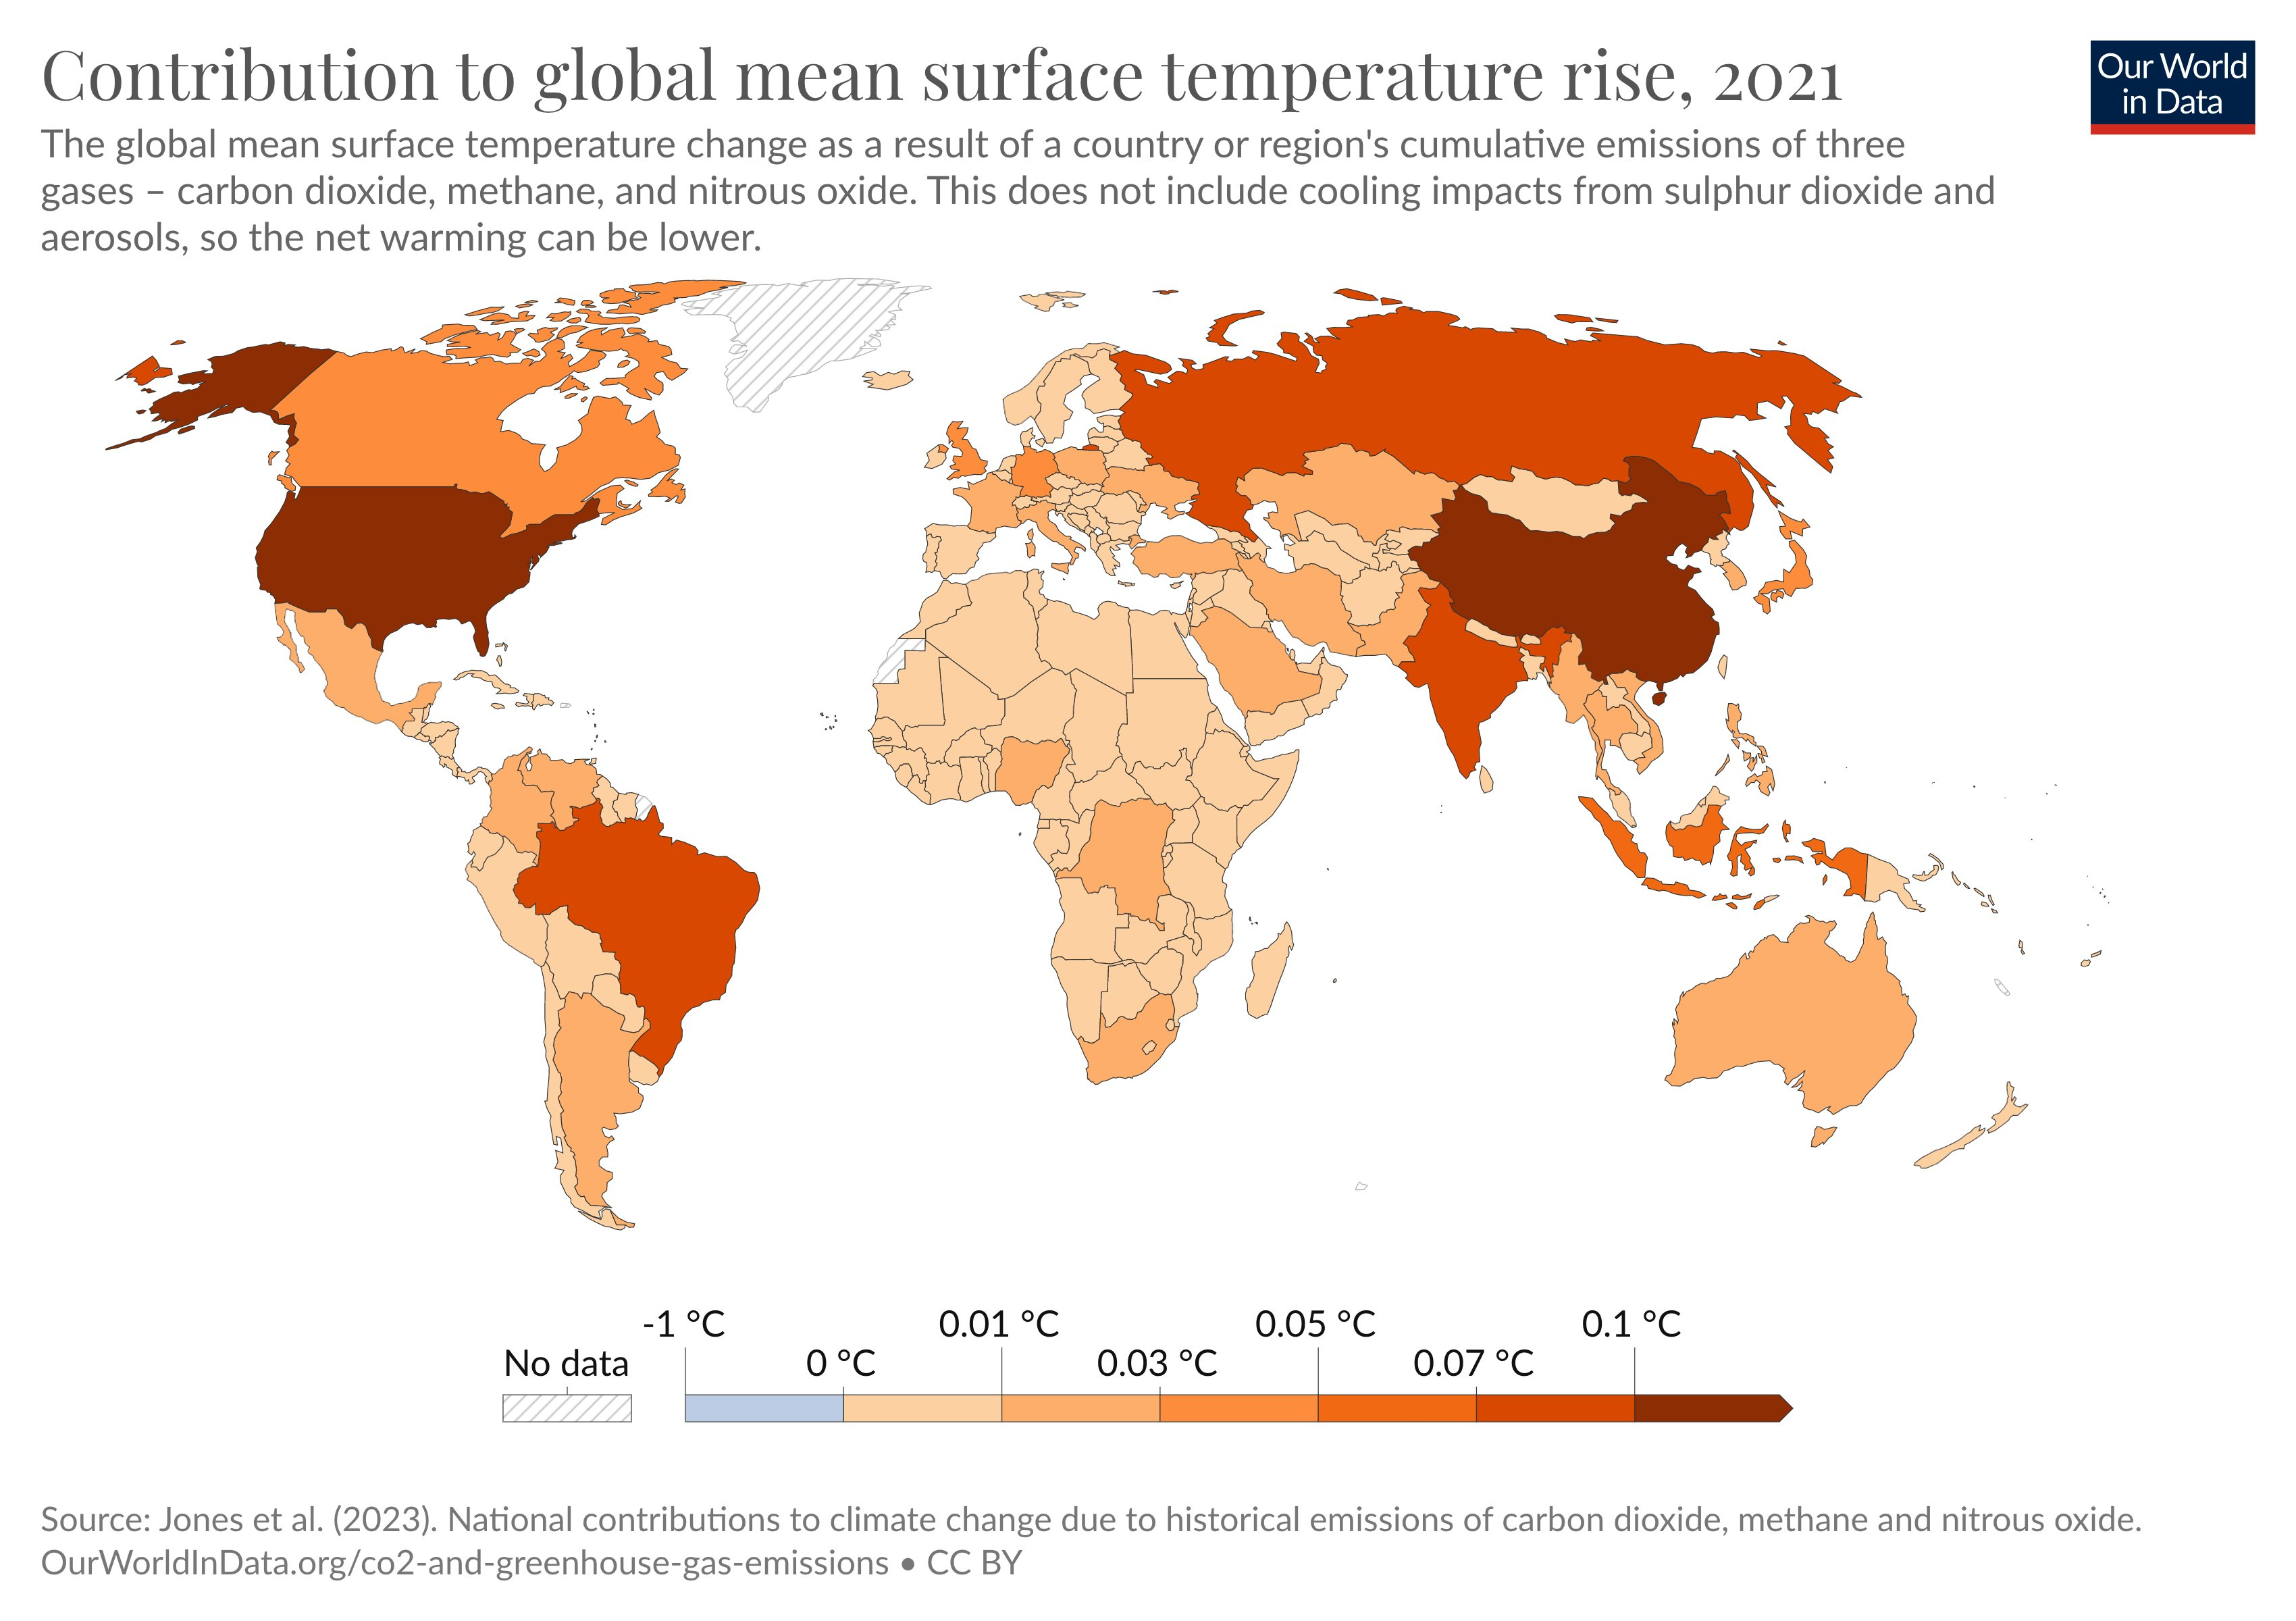 Contribution to global mean surface temperature rise, 2021
Our World
in Data
The global mean surface temperature change as a result of a country or region's cumulative emissions of three
gases – carbon dioxide, methane, and nitrous oxide. This does not include cooling impacts from sulphur dioxide and
aerosols, so the net warming can be lower.
-1 °C
0.01 °C
0.05 °C
0.1 °C
No data
0 °C
0.03 °C
0.07 °C
Source: Jones et al. (2023). National contributions to climate change due to historical emissions of carbon dioxide, methane and nitrous oxide.
OurWorldInData.org/co2-and-greenhouse-gas-emissions • CC BY